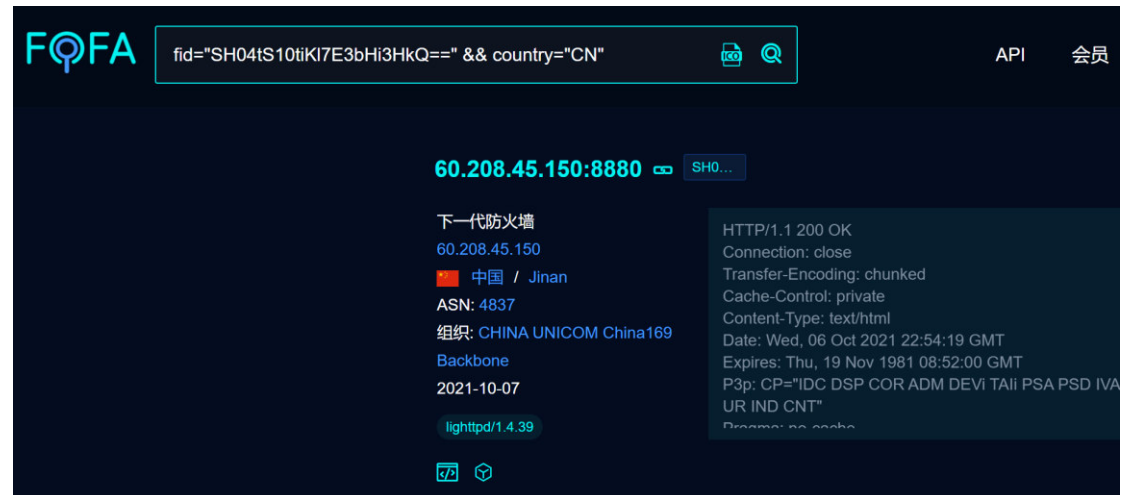 FOFA
fid="SH04tS10tiKl7E3bHi3HkQ==" && country="CN"
ICO
API 会员
60.208.45.150:8880 SH0...
下一代防火墙
60.208.45.150
中国 / Jinan
ASN: 4837
组织: CHINA UNICOM China169
Backbone
2021-10-07
lighttpd/1.4.39
HTTP/1.1 200 OK
Connection: close
Transfer-Encoding: chunked
Cache-Control: private
Content-Type: text/html
Date: Wed, 06 Oct 2021 22:54:19 GMT
Expires: Thu, 19 Nov 1981 08:52:00 GMT
P3p: CP="IDC DSP COR ADM DEVi TAIi PSA PSD IVA
UR IND CNT"
Pragma: no-cache